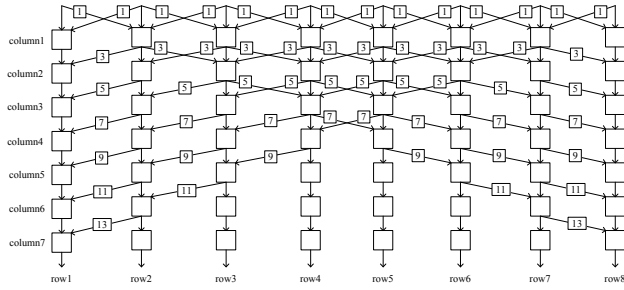 1 1 1 1 1 1 1 1 1 1 1 1 1 1
column1
3 3 3 3 3 3 3 3 3 3 3 3
column2
5 5 5 5 5 5 5 5 5 5
column3
7 7 7 7 7 7 7 7
column4
9 9 9 9 9 9
column5
11 11 11 11
column6
13 13
column7
row1 row2 row3 row4 row5 row6 row7 row8